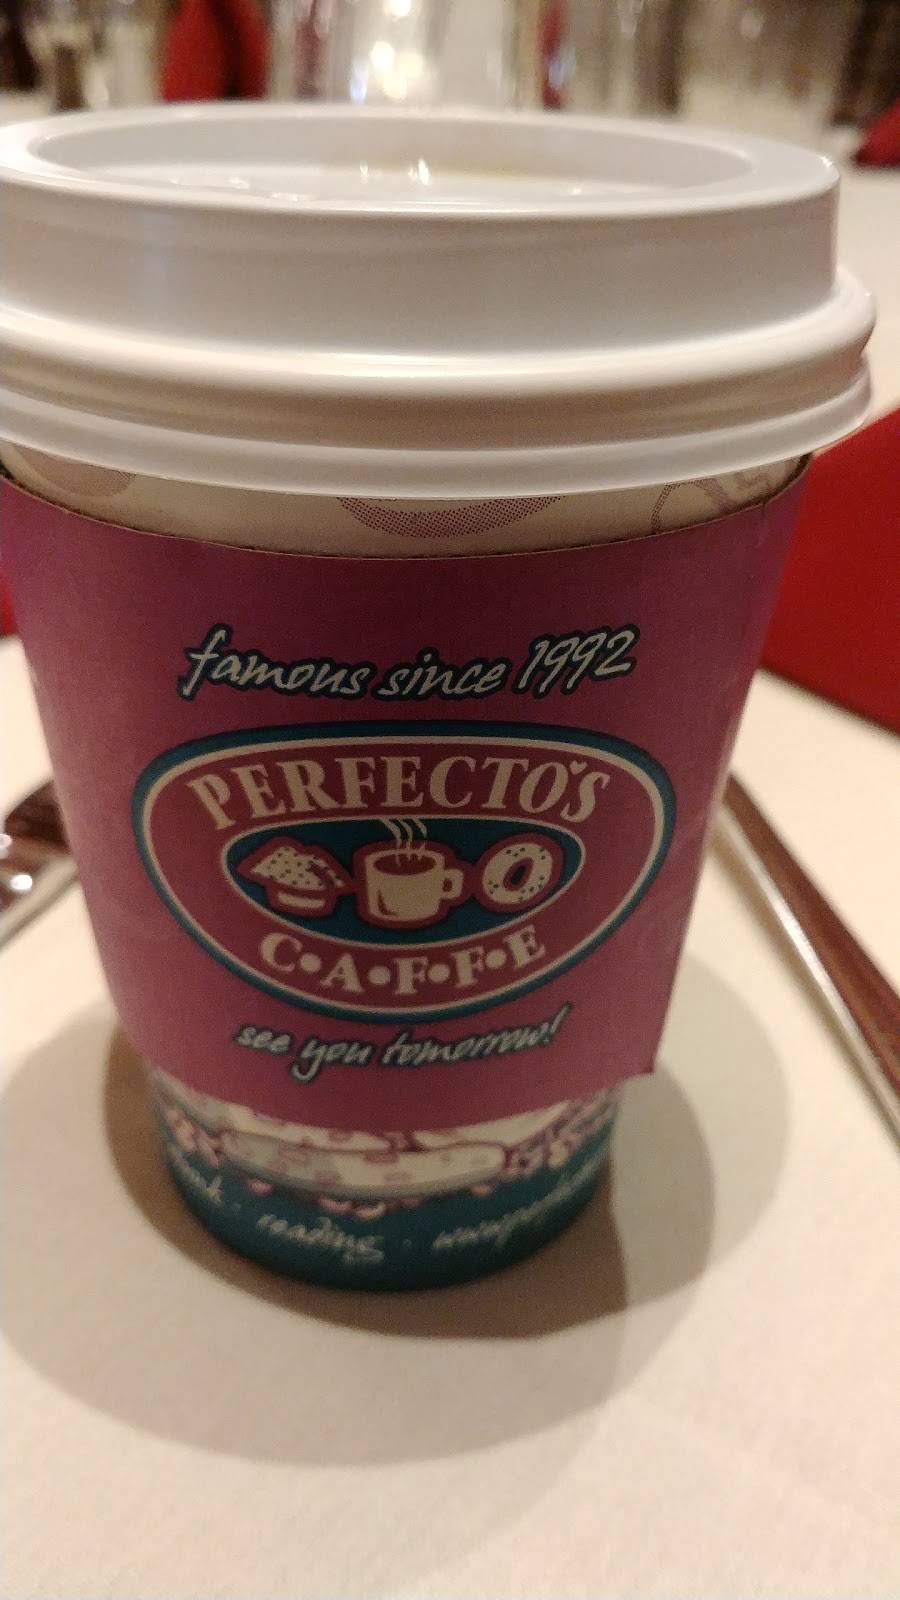 famous since 1992
PERFECTO'S
C•A•F•F•E
see you tomorrow!
reading